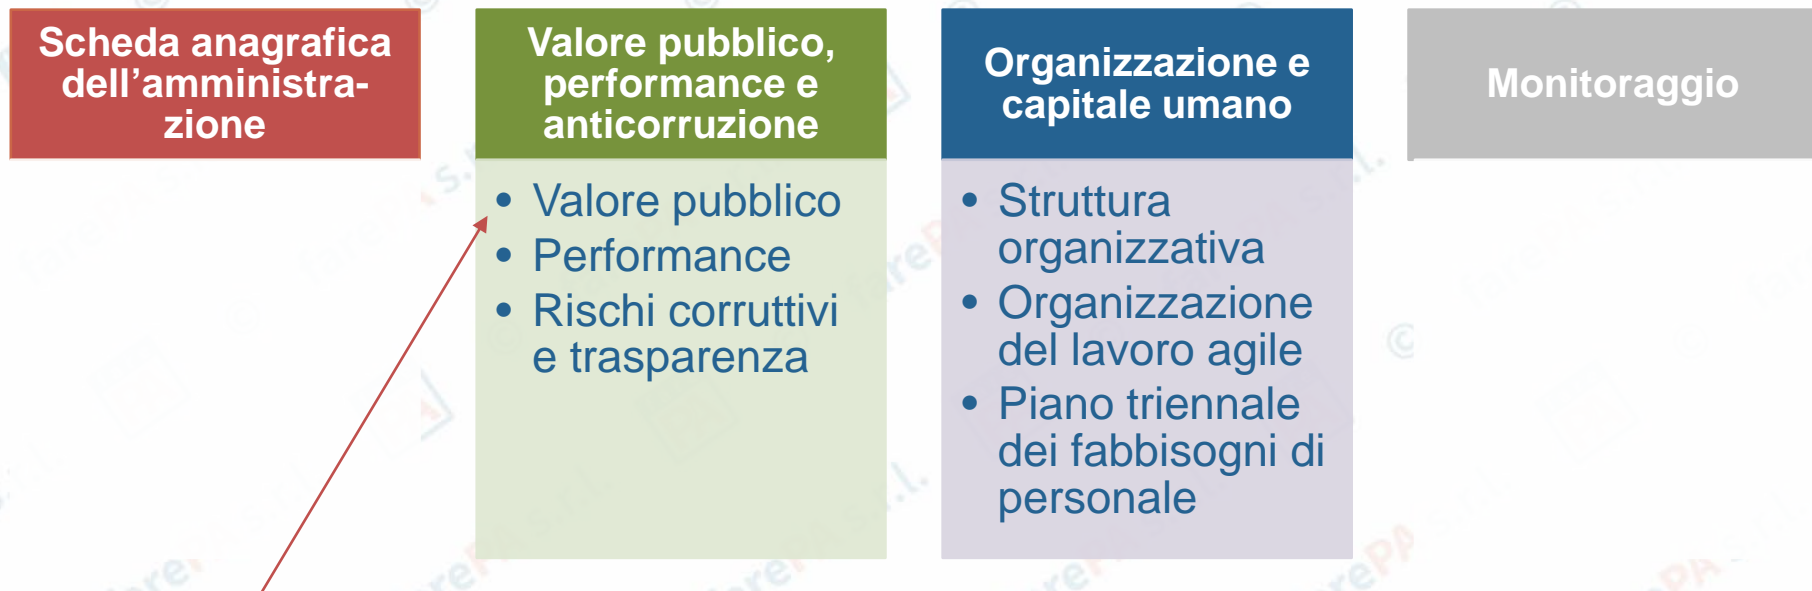 Scheda anagrafica
dell’amministra-
zione
Valore pubblico,
performance e
anticorruzione
• Valore pubblico
• Performance
• Rischi corruttivi
e trasparenza
Organizzazione e
capitale umano
• Struttura
organizzativa
• Organizzazione
del lavoro agile
• Piano triennale
dei fabbisogni di
personale
Monitoraggio